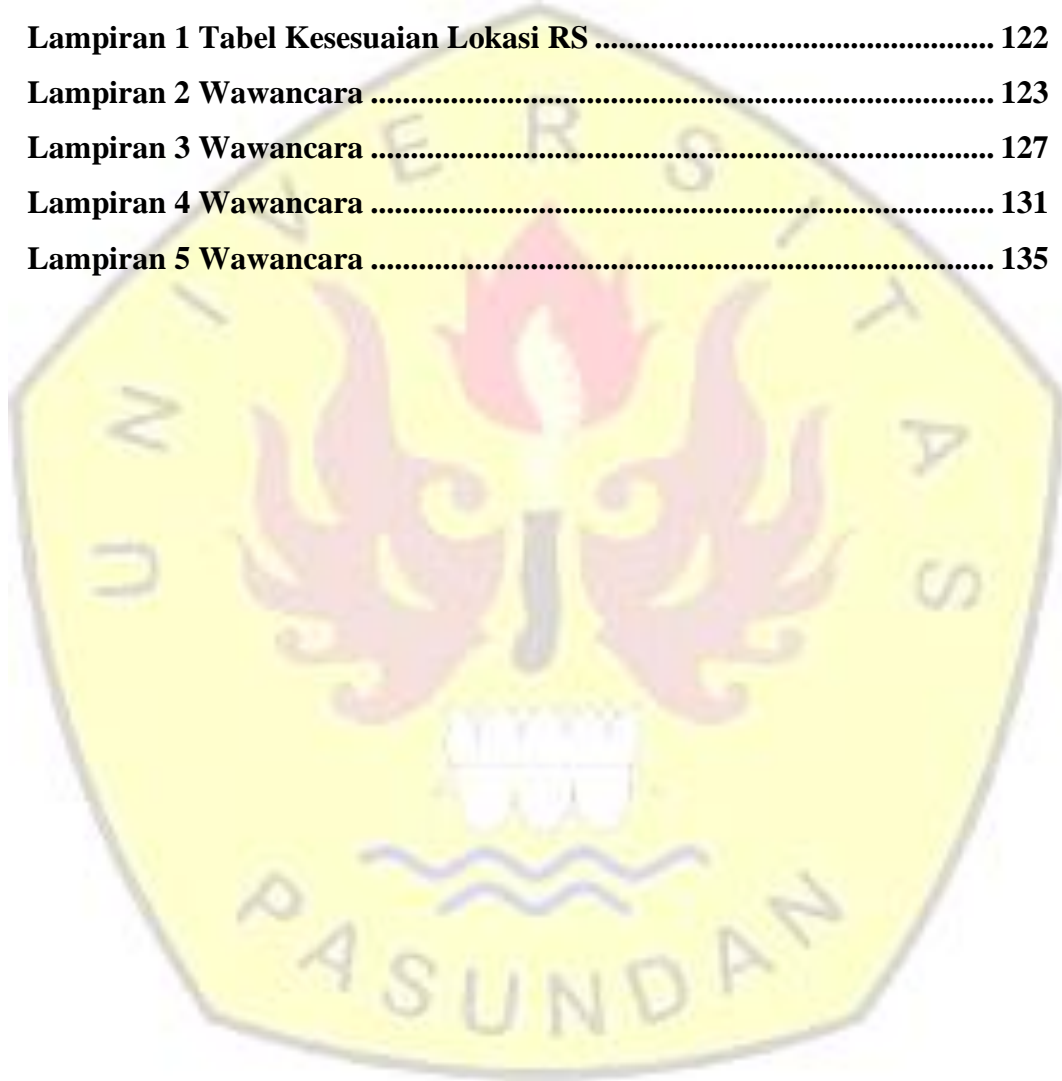 Lampiran 1 Tabel Kesesuaian Lokasi RS .................................................. 122
Lampiran 2 Wawancara .............................................................................. 123
Lampiran 3 Wawancara .............................................................................. 127
Lampiran 4 Wawancara .............................................................................. 131
Lampiran 5 Wawancara .............................................................................. 135
UNIVERSITAS
PASUNDAN